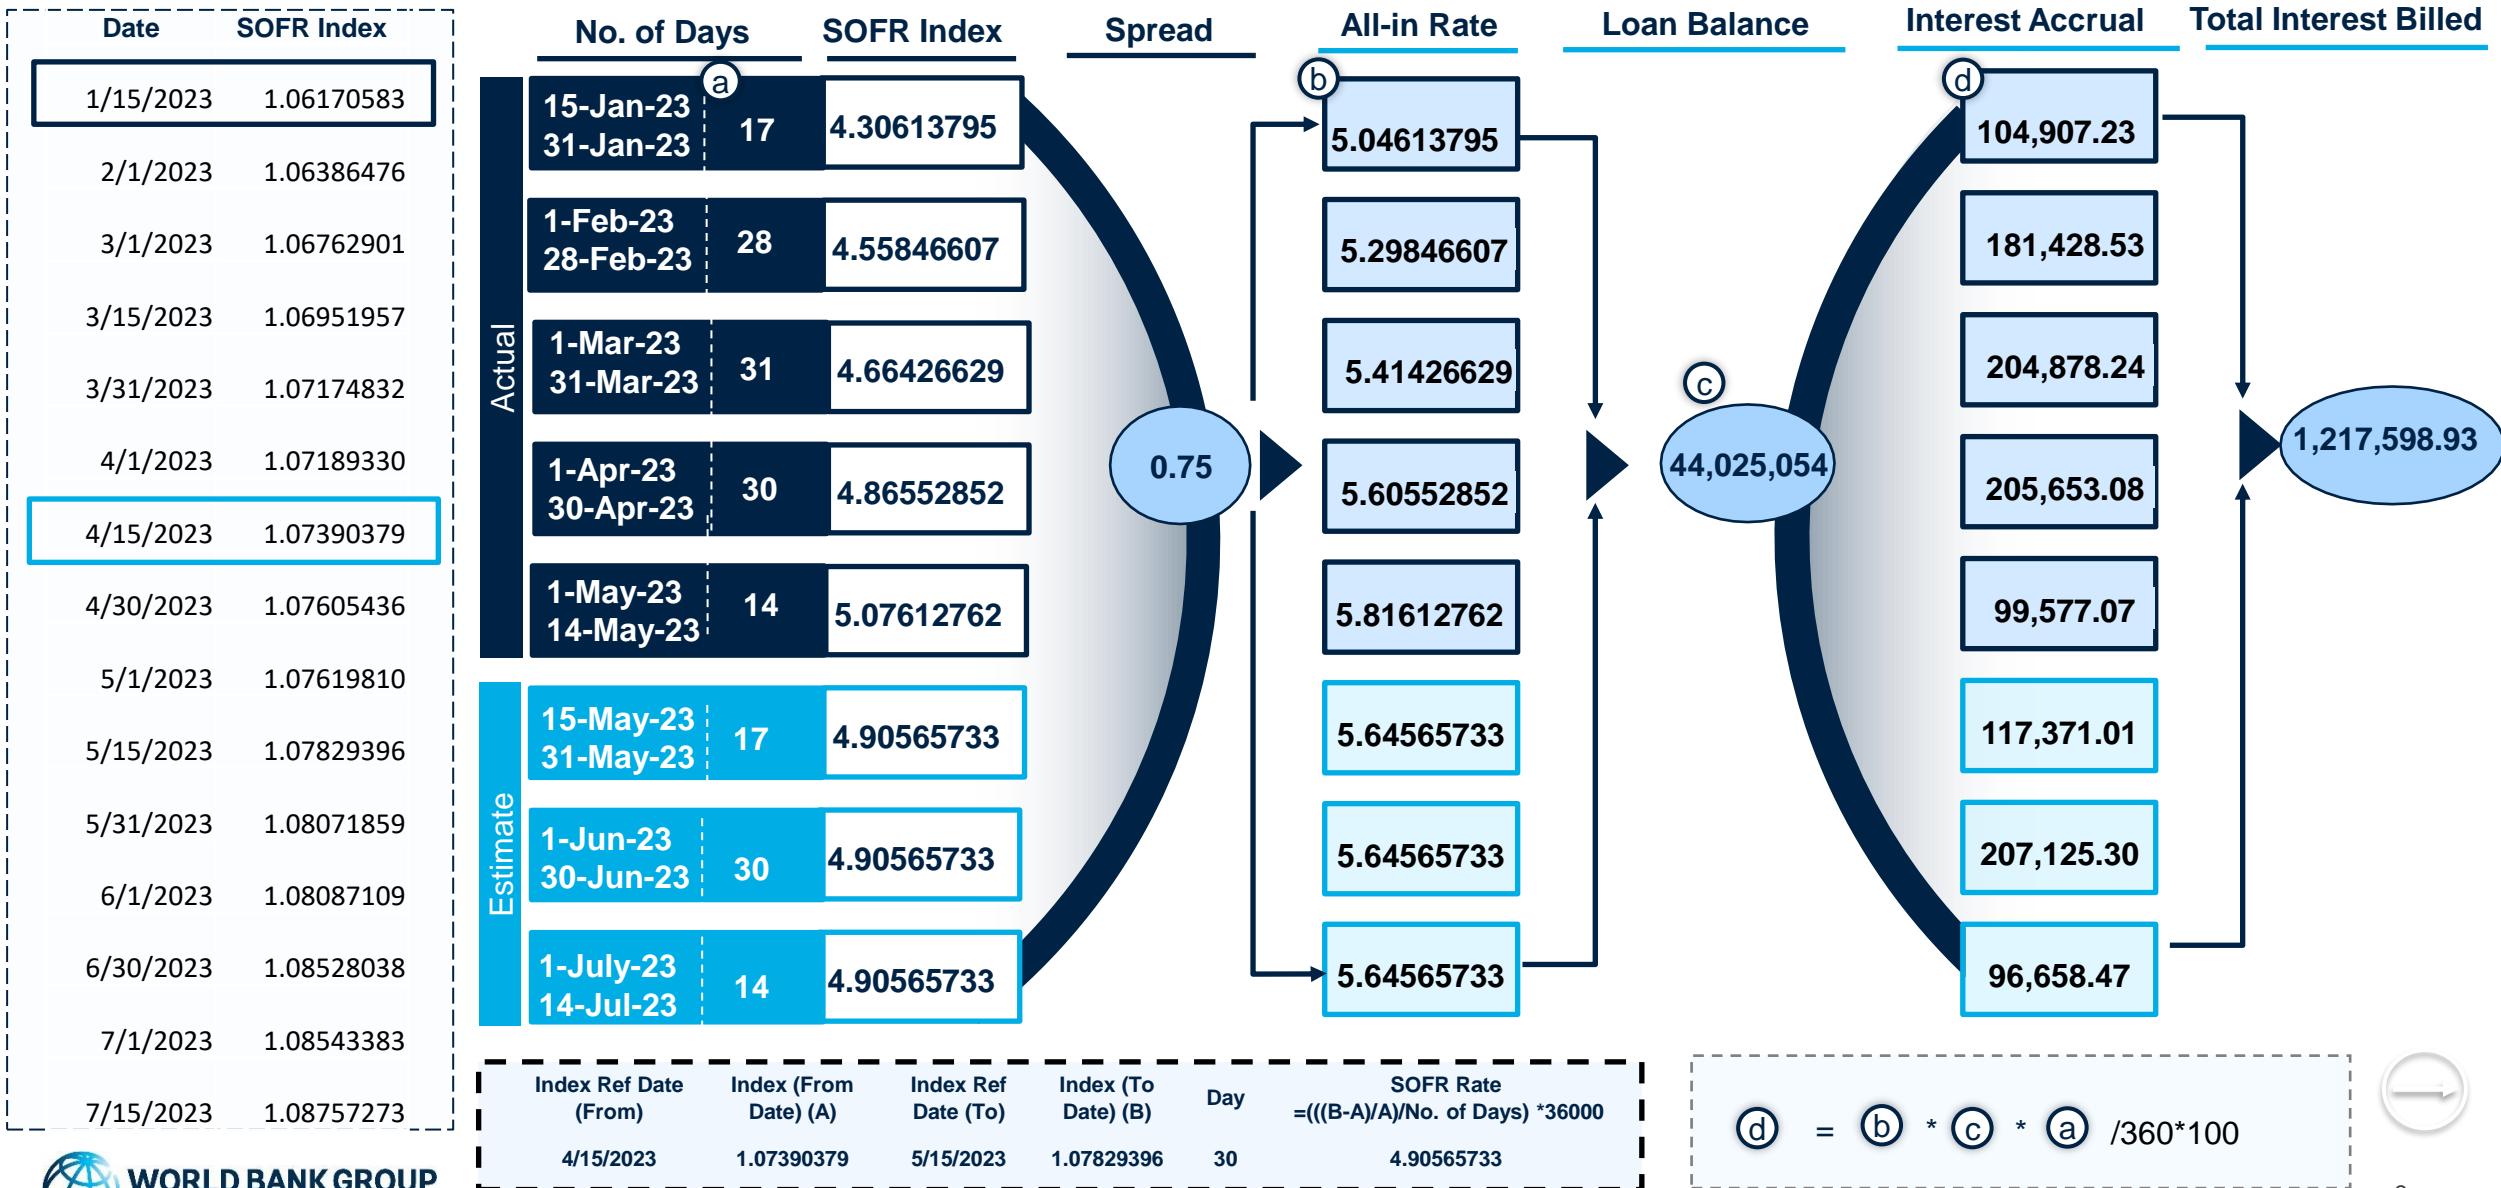 Date SOFR Index
1/15/2023 1.06170583
2/1/2023 1.06386476
3/1/2023 1.06762901
3/15/2023 1.06951957
3/31/2023 1.07174832
4/1/2023 1.07189330
4/15/2023 1.07390379
4/30/2023 1.07605436
5/1/2023 1.07619810
5/15/2023 1.07829396
5/31/2023 1.08071859
6/1/2023 1.08087109
6/30/2023 1.08528038
7/1/2023 1.08543383
7/15/2023 1.08757273
WORLD BANK GROUP
No. of Days SOFR Index Spread All-in Rate Loan Balance Interest Accrual Total Interest Billed
a b d
Actual
15-Jan-23
31-Jan-23
17 4.30613795 5.04613795 104,907.23
1-Feb-23
28-Feb-23
28 4.55846607 5.29846607 181,428.53
1-Mar-23
31-Mar-23
31 4.66426629 5.41426629 204,878.24
c
1-Apr-23
30-Apr-23
30 4.86552852 0.75 5.60552852 44,025,054 205,653.08 1,217,598.93
1-May-23
14-May-23
14 5.07612762 5.81612762 99,577.07
Estimate
15-May-23
31-May-23
17 4.90565733 5.64565733 117,371.01
1-Jun-23
30-Jun-23
30 4.90565733 5.64565733 207,125.30
1-July-23
14-Jul-23
14 4.90565733 5.64565733 96,658.47
Index Ref Date
(From)
Index (From
Date) (A)
Index Ref
Date (To)
Index (To
Date) (B)
Day
SOFR Rate
=(((B-A)/A)/No. of Days) *36000
4/15/2023 1.07390379 5/15/2023 1.07829396 30 4.90565733
d = b * c * a /360*100